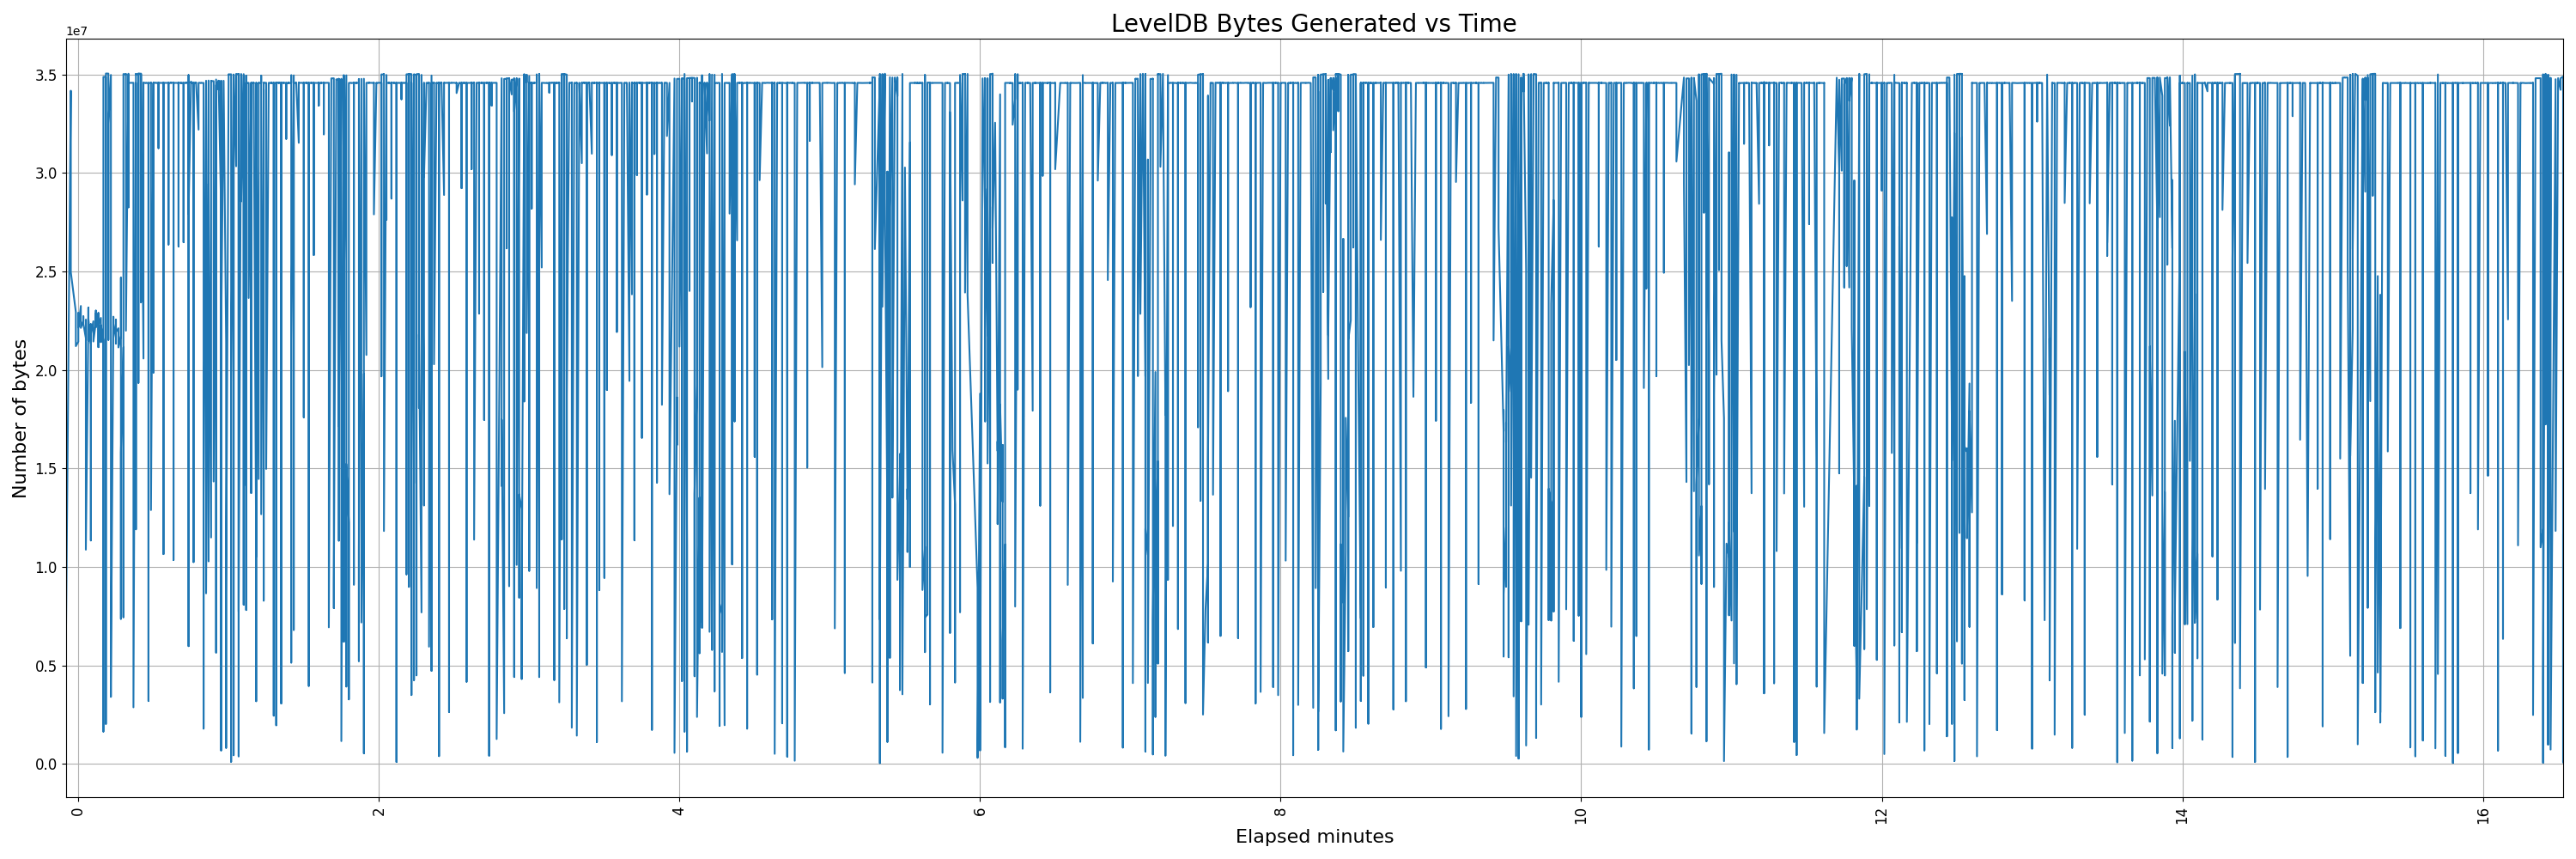 LevelDB Bytes Generated vs Time
1e7
3.5
3.0
2.5
2.0
1.5
1.0
0.5
0.0
Number of bytes
0 2 4 6 8 10 12 14 16
Elapsed minutes